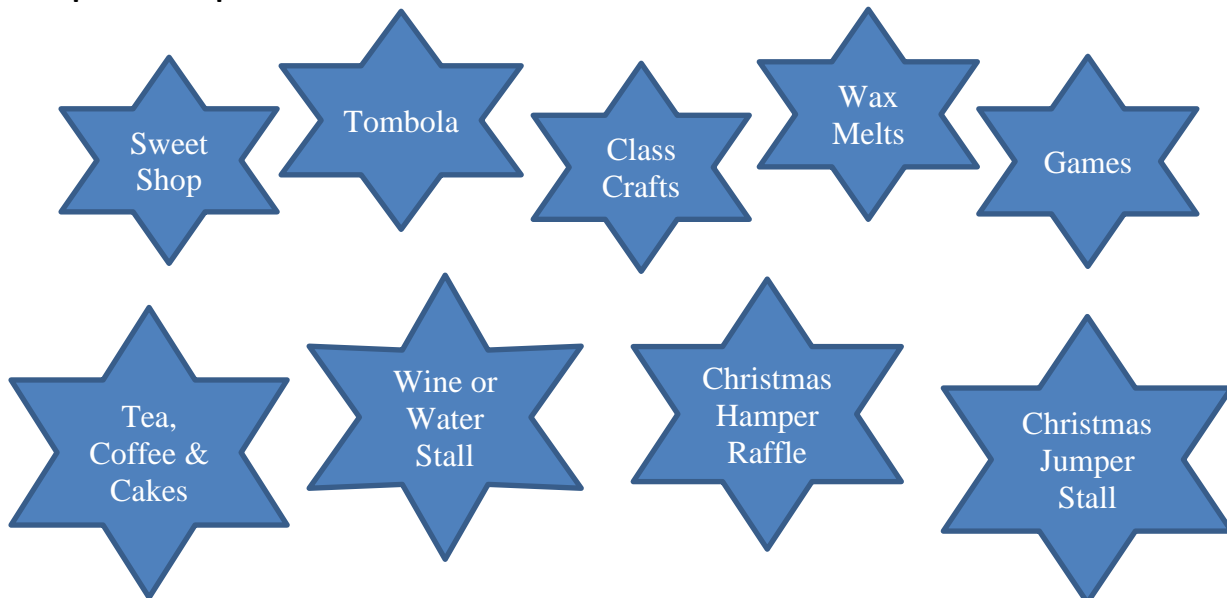 Sweet
Shop
Tombola
Class
Crafts
Wax
Melts
Games
Tea,
Coffee &
Cakes
Wine or
Water
Stall
Christmas
Hamper
Raffle
Christmas
Jumper
Stall